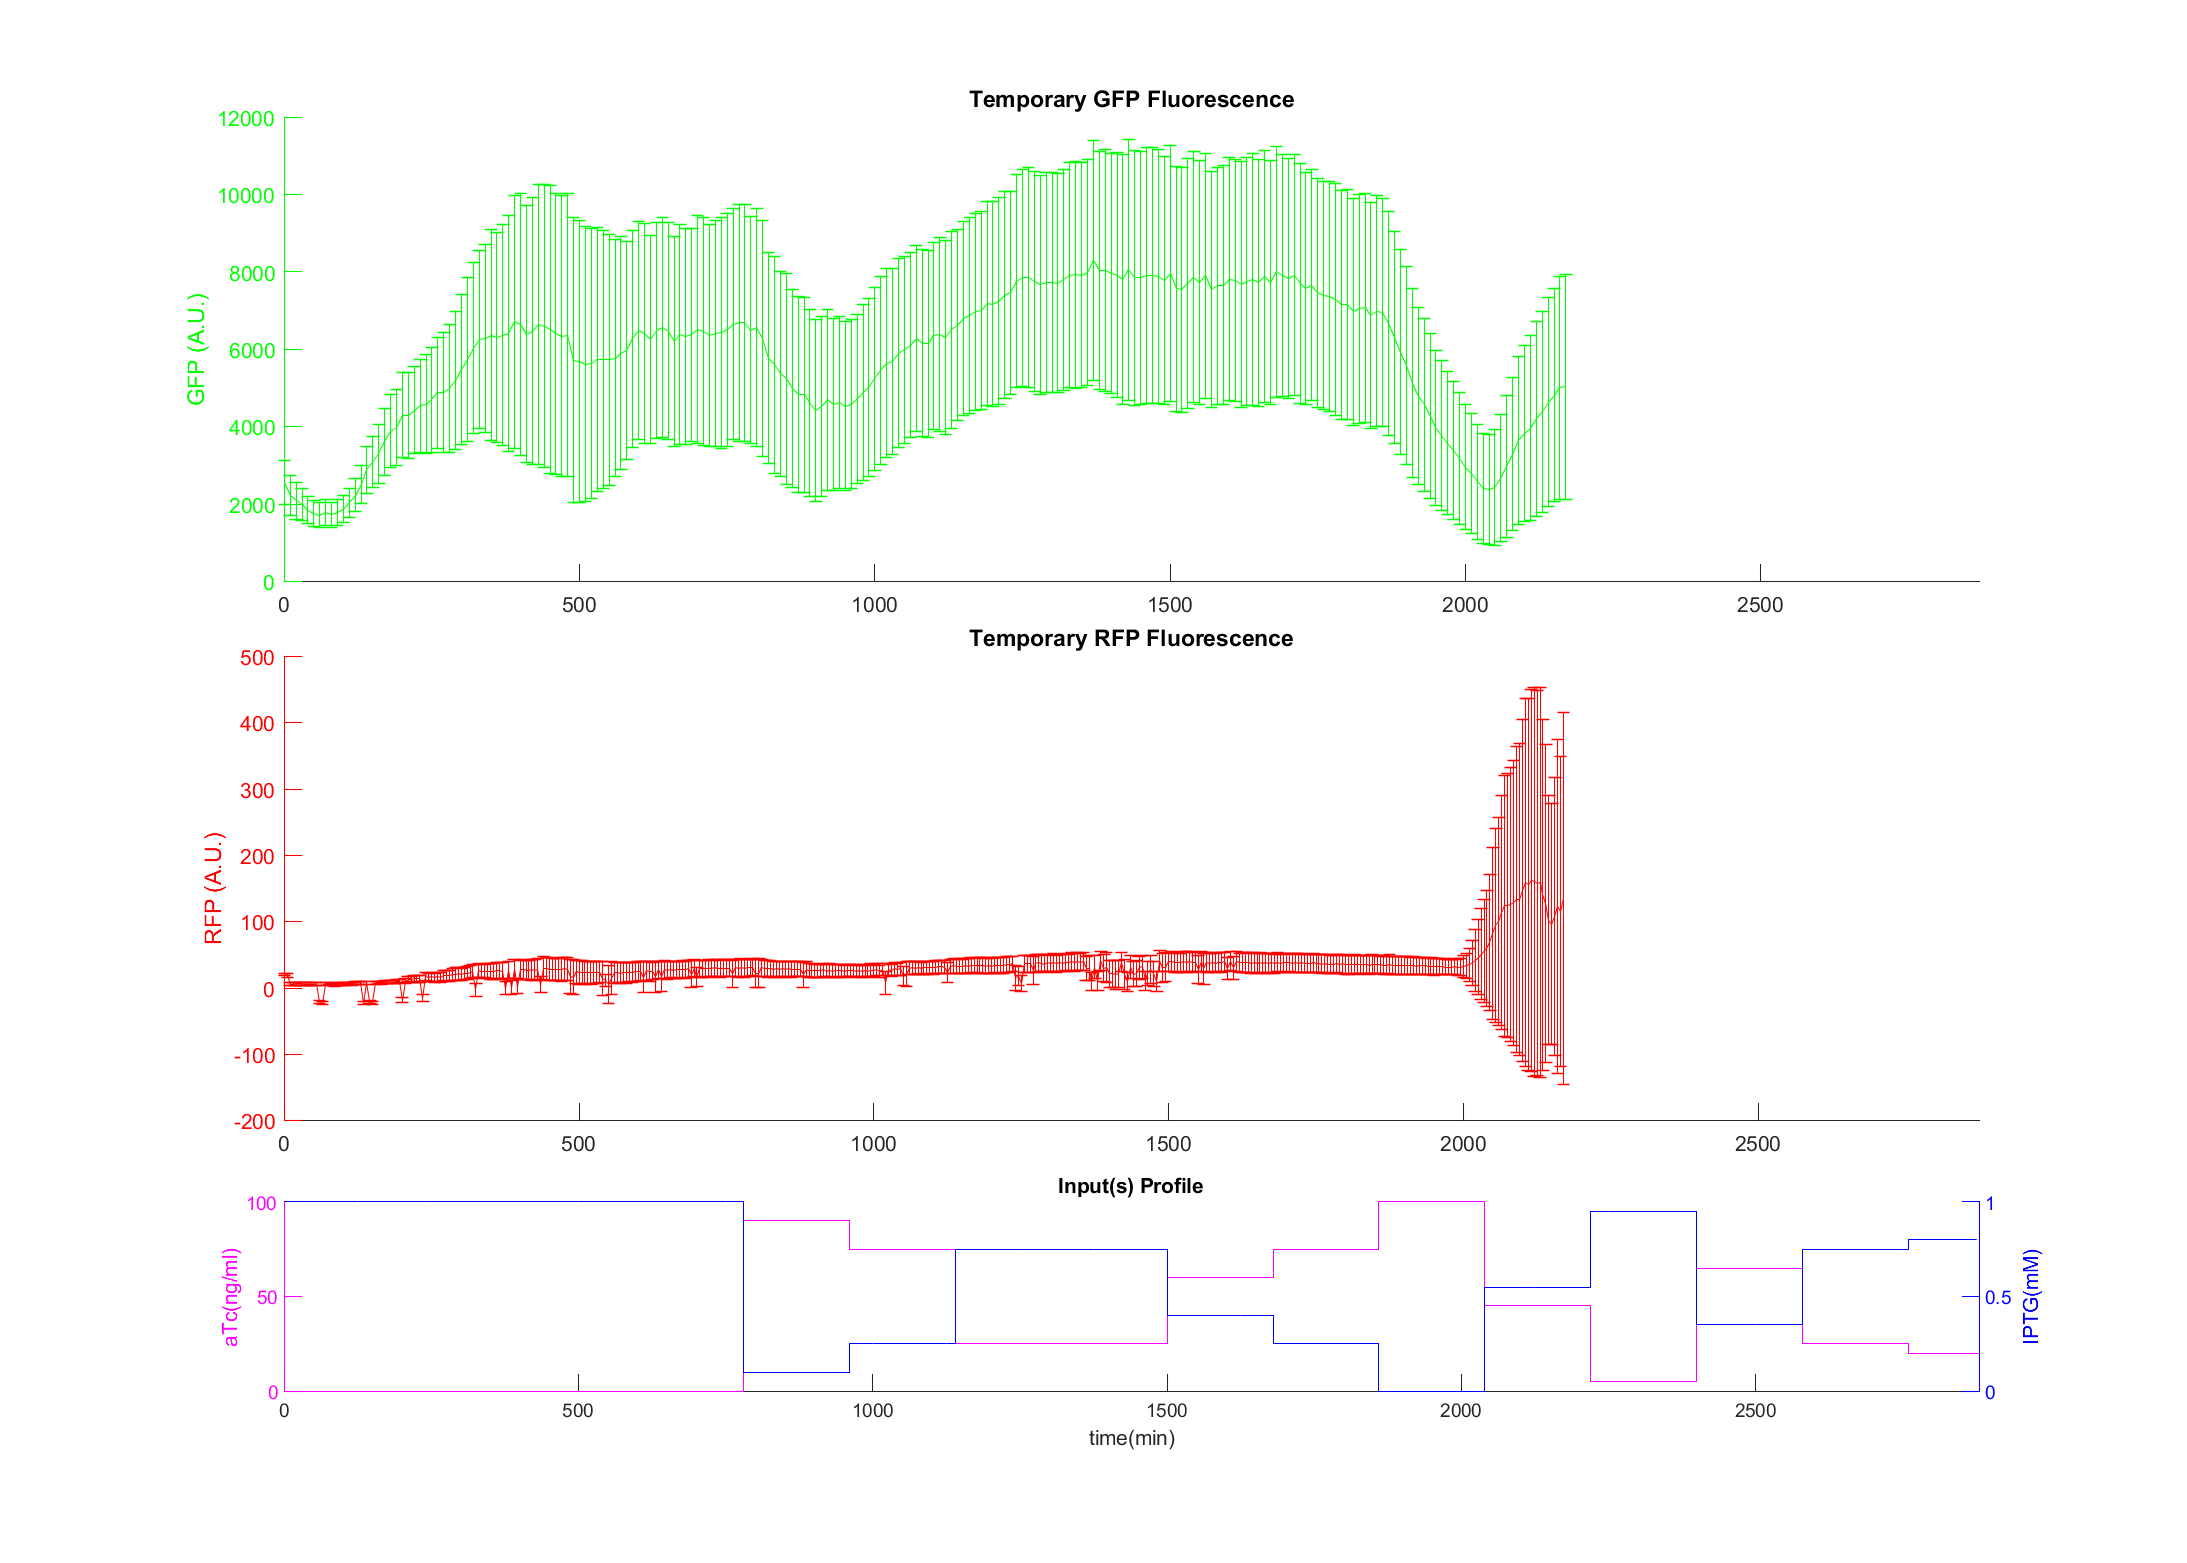 Temporary GFP Fluorescence
12000
10000
8000
6000
4000
2000
0
GFP (A.U.)
0 500 1000 1500 2000 2500
Temporary RFP Fluorescence
500
400
300
200
100
0
-100
-200
RFP (A.U.)
0 500 1000 1500 2000 2500
Input(s) Profile
100
50
0
aTc(ng/ml)
1
0.5
0
IPTG(mM)
0 500 1000 1500 2000 2500
time(min)